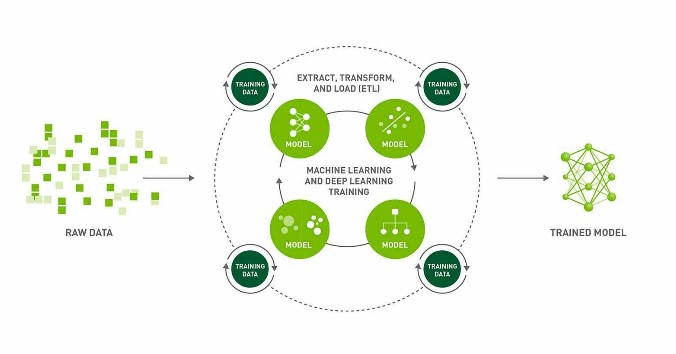 TRAINING
DATA
EXTRACT, TRANSFORM,
AND LOAD (ETL)
TRAINING
DATA
MODEL
MODEL
MACHINE LEARNING
AND DEEP LEARNING
TRAINING
RAW DATA
TRAINED MODEL
MODEL
MODEL
TRAINING
DATA
TRAINING
DATA